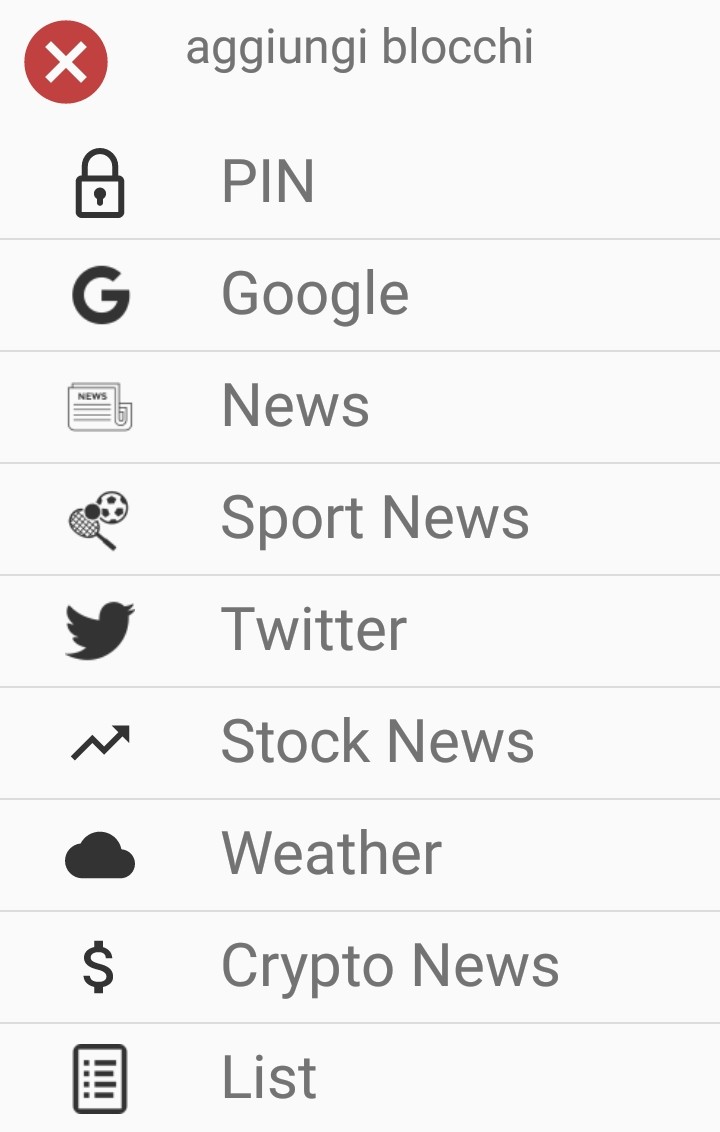 aggiungi blocchi
PIN
Google
NEWS
News
Sport News
Twitter
Stock News
Weather
$
Crypto News
List